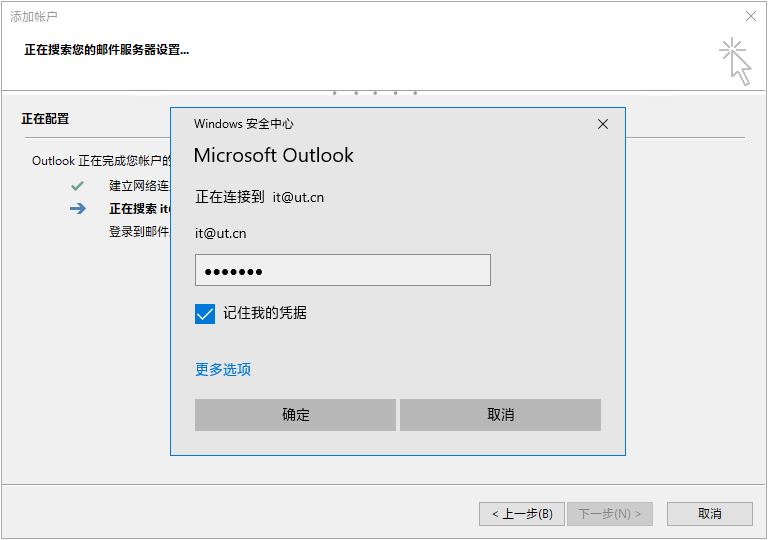 添加帐户
正在搜索您的邮件服务器设置...
正在配置
Outlook 正在完成您帐户的
建立网络连
正在搜索 it
登录到邮件
Windows 安全中心
Microsoft Outlook
正在连接到 it@ut.cn
it@ut.cn
记住我的凭据
更多选项
确定
取消
< 上一步(B)
下一步(N) >
取消